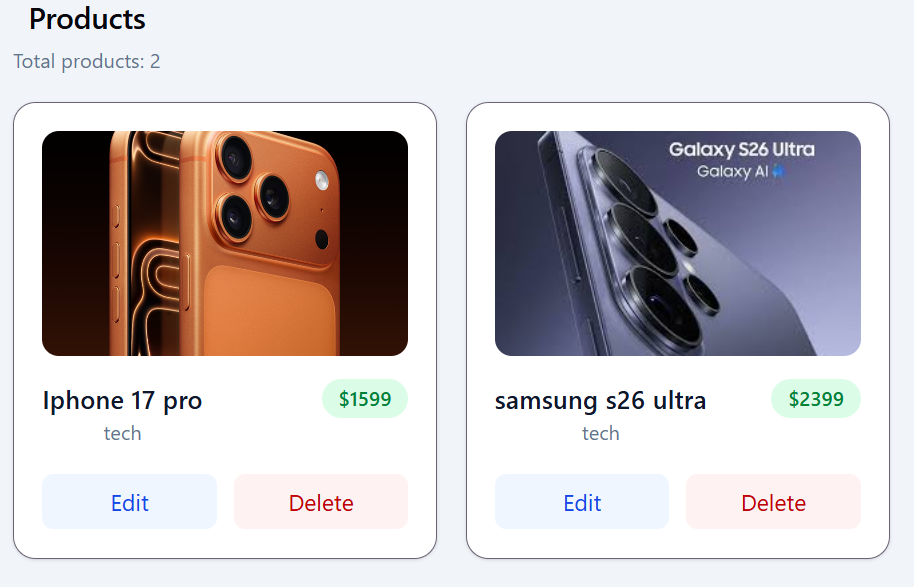 Products
Total products: 2
Galaxy S26 Ultra
Galaxy AI
Iphone 17 pro
$1599
tech
Edit
Delete
samsung s26 ultra
$2399
tech
Edit
Delete